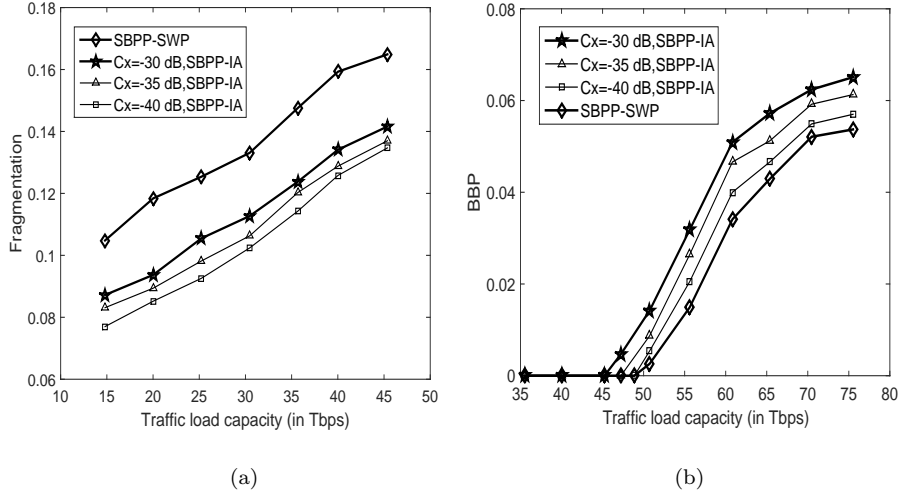 0.18
0.16
0.14
0.12
0.1
0.08
0.06
Fragmentation
SBPP-SWP
Cx=-30 dB,SBPP-IA
Cx=-35 dB,SBPP-IA
Cx=-40 dB,SBPP-IA
10 15 20 25 30 35 40 45 50
Traffic load capacity (in Tbps)
(a)
0.08
0.06
0.04
0.02
0
BBP
Cx=-30 dB,SBPP-IA
Cx=-35 dB,SBPP-IA
Cx=-40 dB,SBPP-IA
SBPP-SWP
35 40 45 50 55 60 65 70 75 80
Traffic load capacity (in Tbps)
(b)